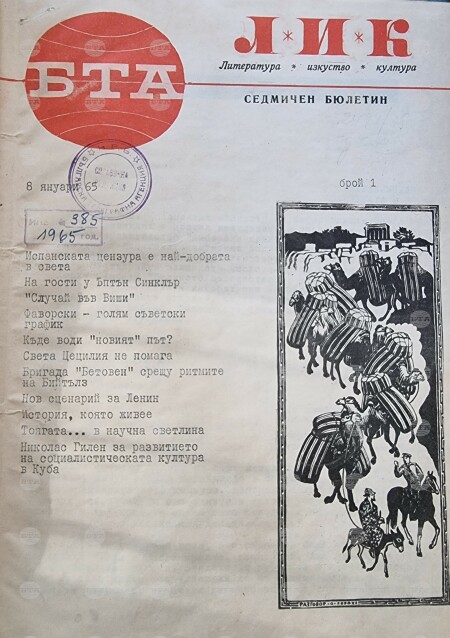 БТА
Л*И*К
Литература * изкуство * култура
СЕДМИЧЕН БЮЛЕТИН
8 януари 65
брой 1
385
1965 год.
Испанската цензура е най-добрата
в света
На гости у Ъптън Синклър
"Случай във Виши"
Фаворски - голям съветски
график
Къде води "новият" път?
Света Цецилия не помага
Бригада "Бетовен" срещу ритмите
на Бийтълз
Нов сценарий за Ленин
История, която живее
Тогата... в научна светлина
Николас Гилен за развитието
на социалистическата култура
в Куба
РАЗГОВОР